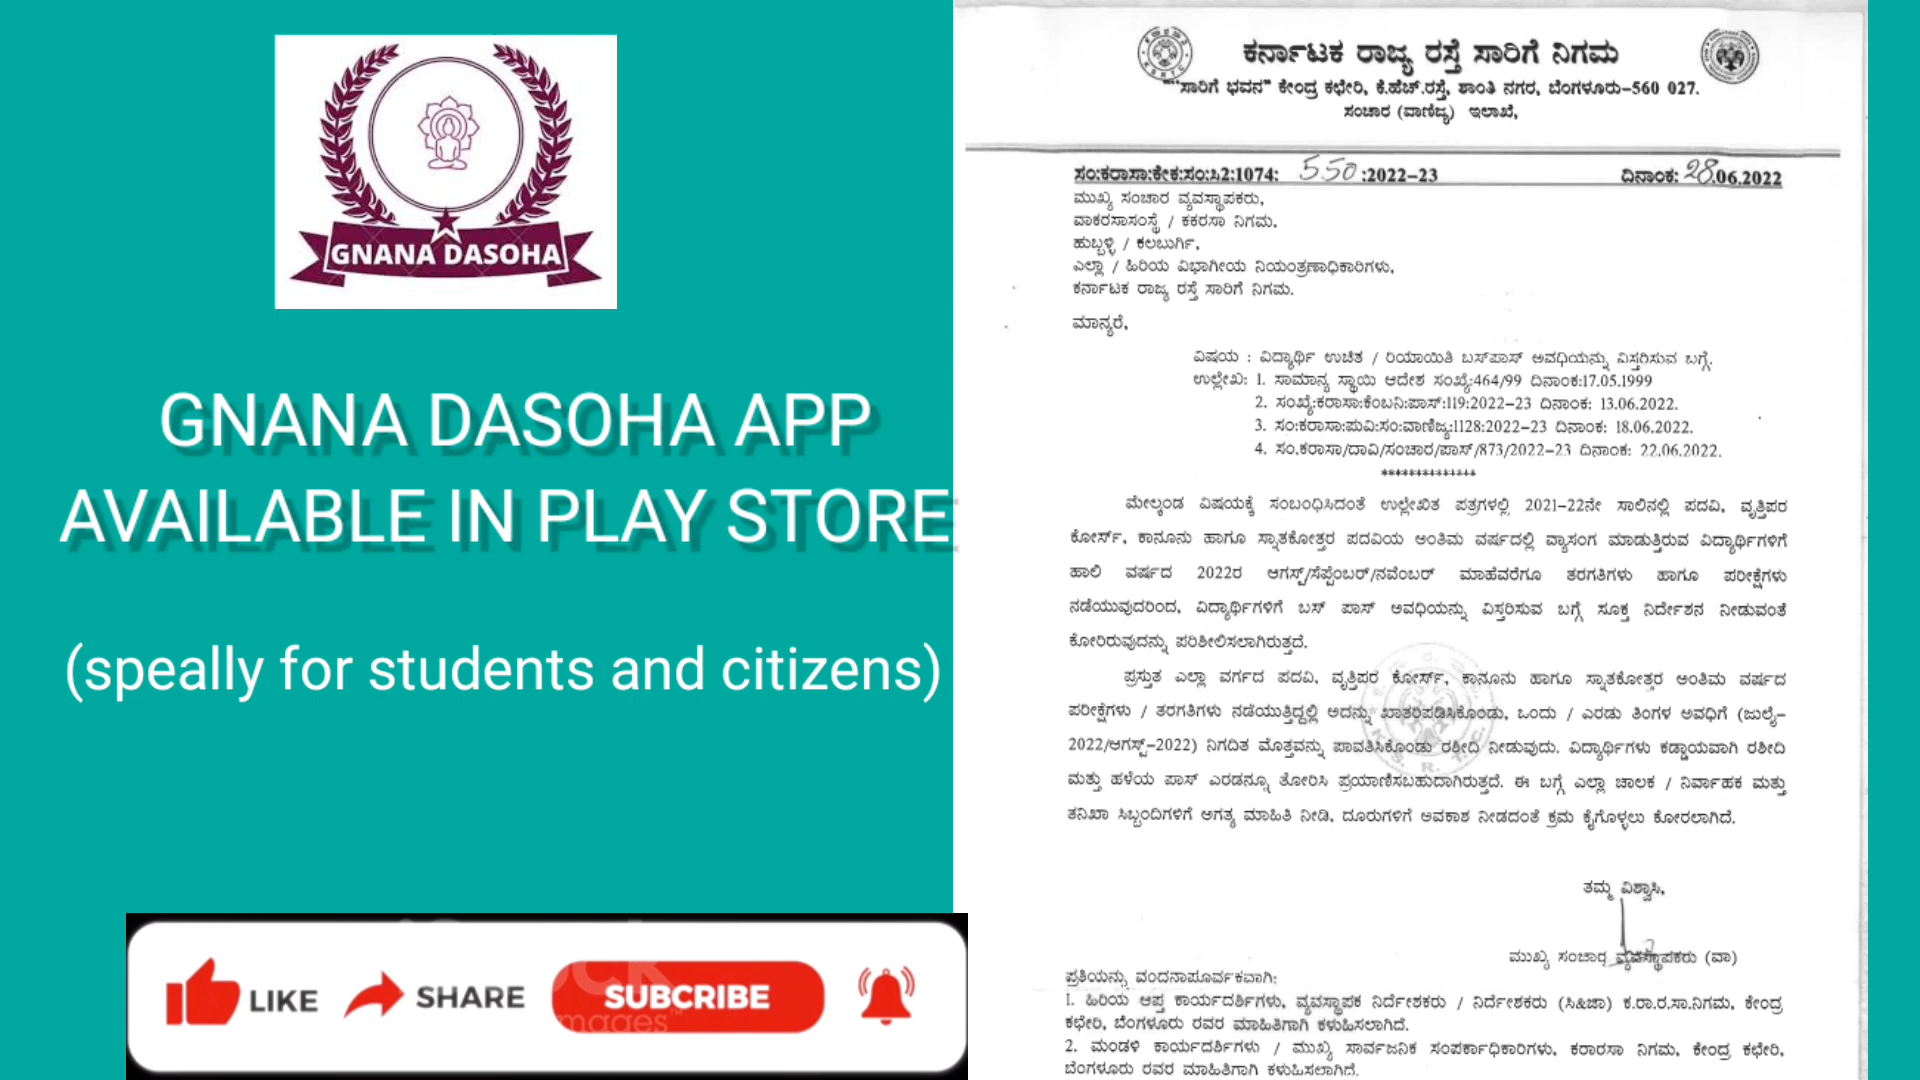 GNANA DASOHA
GNANA DASOHA APP
AVAILABLE IN PLAY STORE
(speally for students and citizens)
LIKE
SHARE
SUBCRIBE
ಕರ್ನಾಟಕ ರಾಜ್ಯ ರಸ್ತೆ ಸಾರಿಗೆ ನಿಗಮ
"ಸಾರಿಗೆ ಭವನ" ಕೇಂದ್ರ ಕಛೇರಿ, ಕೆ.ಹೆಚ್.ರಸ್ತೆ, ಶಾಂತಿ ನಗರ, ಬೆಂಗಳೂರು-560 027.
ಸಂಚಾರ (ವಾಣಿಜ್ಯ) ಇಲಾಖೆ,
ಸಂ:ಕರಾಸಾ:ಕೇಕ:ಸಂ:ಸಿ2:1074: 550 :2022-23 ದಿನಾಂಕ: 28.06.2022
ಮುಖ್ಯ ಸಂಚಾರ ವ್ಯವಸ್ಥಾಪಕರು,
ವಾಕರಸಾಸಂಸ್ಥೆ / ಕಕರಸಾ ನಿಗಮ,
ಹುಬ್ಬಳ್ಳಿ / ಕಲಬುರ್ಗಿ,
ಎಲ್ಲಾ / ಹಿರಿಯ ವಿಭಾಗೀಯ ನಿಯಂತ್ರಣಾಧಿಕಾರಿಗಳು,
ಕರ್ನಾಟಕ ರಾಜ್ಯ ರಸ್ತೆ ಸಾರಿಗೆ ನಿಗಮ.
ಮಾನ್ಯರೆ,
ವಿಷಯ : ವಿದ್ಯಾರ್ಥಿ ಉಚಿತ / ರಿಯಾಯಿತಿ ಬಸ್‌ಪಾಸ್ ಅವಧಿಯನ್ನು ವಿಸ್ತರಿಸುವ ಬಗ್ಗೆ.
ಉಲ್ಲೇಖ: 1. ಸಾಮಾನ್ಯ ಸ್ಥಾಯಿ ಆದೇಶ ಸಂಖ್ಯೆ:464/99 ದಿನಾಂಕ:17.05.1999
2. ಸಂಖ್ಯೆ:ಕರಾಸಾ:ಕೆಂಬನಿ:ಪಾಸ್:119:2022-23 ದಿನಾಂಕ: 13.06.2022.
3. ಸಂ:ಕರಾಸಾ:ಮವಿ:ಸಂ:ವಾಣಿಜ್ಯ:1128:2022-23 ದಿನಾಂಕ: 18.06.2022.
4. ಸಂ.ಕರಾಸಾ/ದಾವಿ/ಸಂಚಾರ/ಪಾಸ್/873/2022-23 ದಿನಾಂಕ: 22.06.2022.
**************
ಮೇಲ್ಕಂಡ ವಿಷಯಕ್ಕೆ ಸಂಬಂಧಿಸಿದಂತೆ ಉಲ್ಲೇಖಿತ ಪತ್ರಗಳಲ್ಲಿ 2021-22ನೇ ಸಾಲಿನಲ್ಲಿ ಪದವಿ, ವೃತ್ತಿಪರ
ಕೋರ್ಸ್, ಕಾನೂನು ಹಾಗೂ ಸ್ನಾತಕೋತ್ತರ ಪದವಿಯ ಅಂತಿಮ ವರ್ಷದಲ್ಲಿ ವ್ಯಾಸಂಗ ಮಾಡುತ್ತಿರುವ ವಿದ್ಯಾರ್ಥಿಗಳಿಗೆ
ಹಾಲಿ ವರ್ಷದ 2022ರ ಆಗಸ್ಟ್/ಸೆಪ್ಟೆಂಬರ್/ನವೆಂಬರ್ ಮಾಹೆವರೆಗೂ ತರಗತಿಗಳು ಹಾಗೂ ಪರೀಕ್ಷೆಗಳು
ನಡೆಯುವುದರಿಂದ, ವಿದ್ಯಾರ್ಥಿಗಳಿಗೆ ಬಸ್ ಪಾಸ್ ಅವಧಿಯನ್ನು ವಿಸ್ತರಿಸುವ ಬಗ್ಗೆ ಸೂಕ್ತ ನಿರ್ದೇಶನ ನೀಡುವಂತೆ
ಕೋರಿರುವುದನ್ನು ಪರಿಶೀಲಿಸಲಾಗಿರುತ್ತದೆ.
ಪ್ರಸ್ತುತ ಎಲ್ಲಾ ವರ್ಗದ ಪದವಿ, ವೃತ್ತಿಪರ ಕೋರ್ಸ್, ಕಾನೂನು ಹಾಗೂ ಸ್ನಾತಕೋತ್ತರ ಅಂತಿಮ ವರ್ಷದ
ಪರೀಕ್ಷೆಗಳು / ತರಗತಿಗಳು ನಡೆಯುತ್ತಿದ್ದಲ್ಲಿ ಅದನ್ನು ಖಾತರಿಪಡಿಸಿಕೊಂಡು, ಒಂದು / ಎರಡು ತಿಂಗಳ ಅವಧಿಗೆ (ಜುಲೈ-
2022/ಆಗಸ್ಟ್-2022) ನಿಗದಿತ ಮೊತ್ತವನ್ನು ಪಾವತಿಸಿಕೊಂಡು ರಶೀದಿ ನೀಡುವುದು. ವಿದ್ಯಾರ್ಥಿಗಳು ಕಡ್ಡಾಯವಾಗಿ ರಶೀದಿ
ಮತ್ತು ಹಳೆಯ ಪಾಸ್ ಎರಡನ್ನೂ ತೋರಿಸಿ ಪ್ರಯಾಣಿಸಬಹುದಾಗಿರುತ್ತದೆ. ಈ ಬಗ್ಗೆ ಎಲ್ಲಾ ಚಾಲಕ / ನಿರ್ವಾಹಕ ಮತ್ತು
ತನಿಖಾ ಸಿಬ್ಬಂದಿಗಳಿಗೆ ಅಗತ್ಯ ಮಾಹಿತಿ ನೀಡಿ, ದೂರುಗಳಿಗೆ ಅವಕಾಶ ನೀಡದಂತೆ ಕ್ರಮ ಕೈಗೊಳ್ಳಲು ಕೋರಲಾಗಿದೆ.
ತಮ್ಮ ವಿಶ್ವಾಸಿ,
ಮುಖ್ಯ ಸಂಚಾರ ವ್ಯವಸ್ಥಾಪಕರು (ವಾ)
ಪ್ರತಿಯನ್ನು ವಂದನಾಪೂರ್ವಕವಾಗಿ:
1. ಹಿರಿಯ ಆಪ್ತ ಕಾರ್ಯದರ್ಶಿಗಳು, ವ್ಯವಸ್ಥಾಪಕ ನಿರ್ದೇಶಕರು / ನಿರ್ದೇಶಕರು (ಸಿ&ಜಾ) ಕ.ರಾ.ರ.ಸಾ.ನಿಗಮ, ಕೇಂದ್ರ
ಕಛೇರಿ, ಬೆಂಗಳೂರು ರವರ ಮಾಹಿತಿಗಾಗಿ ಕಳುಹಿಸಲಾಗಿದೆ.
2. ಮಂಡಳಿ ಕಾರ್ಯದರ್ಶಿಗಳು / ಮುಖ್ಯ ಸಾರ್ವಜನಿಕ ಸಂಪರ್ಕಾಧಿಕಾರಿಗಳು, ಕರಾರಸಾ ನಿಗಮ, ಕೇಂದ್ರ ಕಛೇರಿ,
ಬೆಂಗಳೂರು ರವರ ಮಾಹಿತಿಗಾಗಿ ಕಳುಹಿಸಲಾಗಿದೆ.